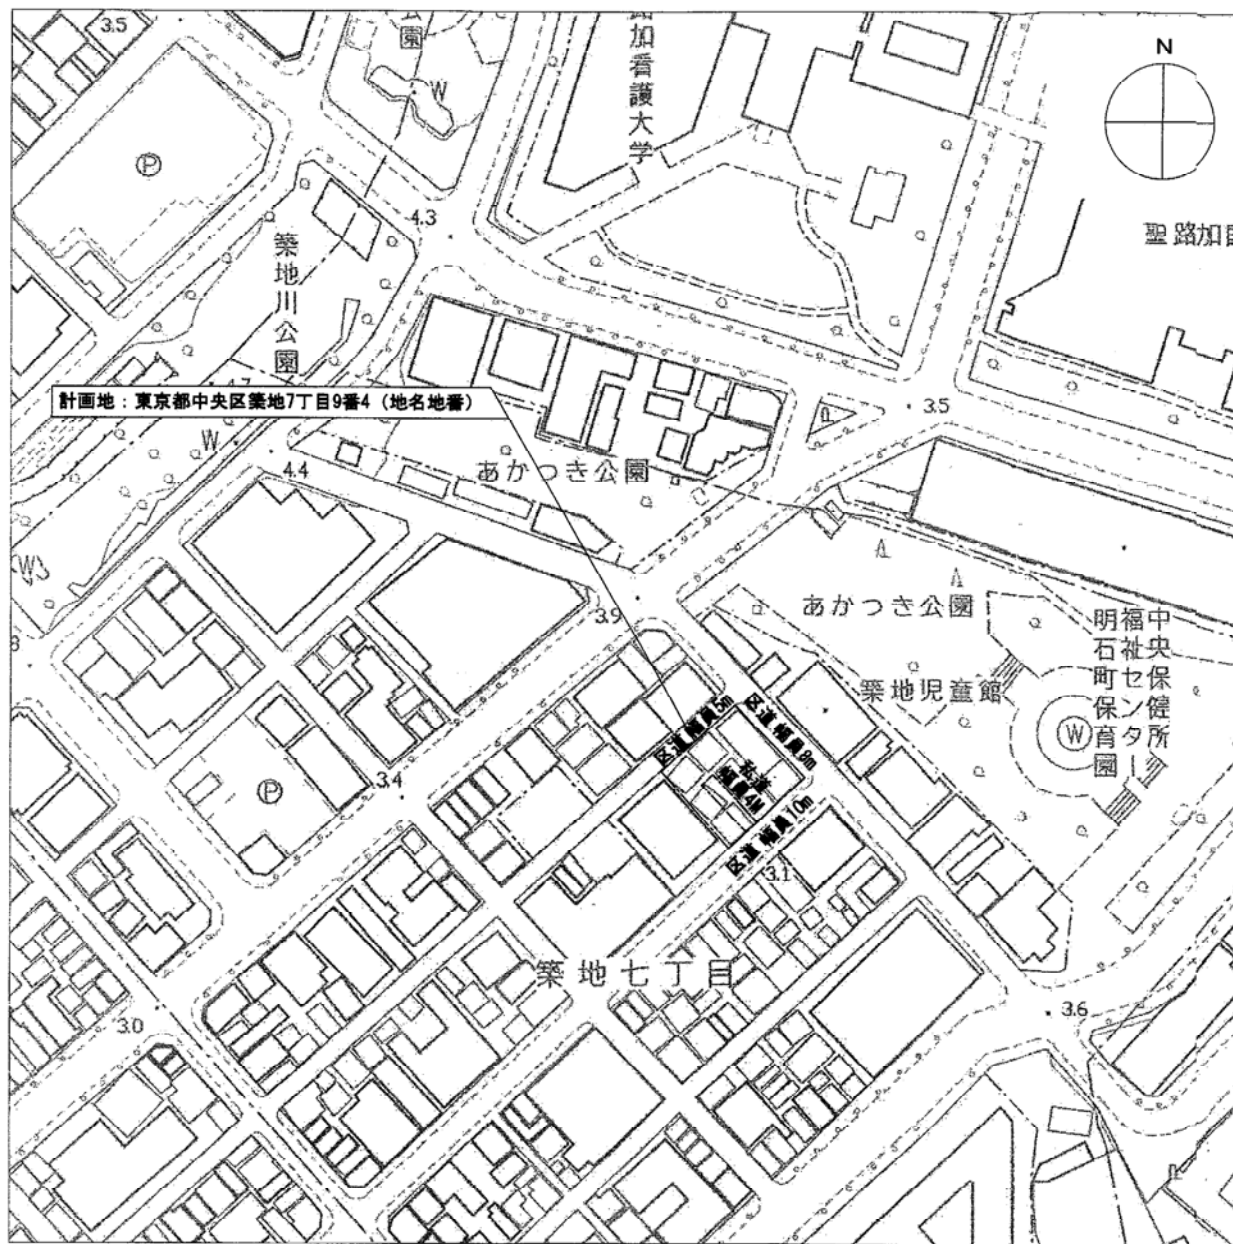 3.5
公園
W
路加看護大学
N
P
4.3
築地川公園
聖路加国
4.7
計画地：東京都中央区築地7丁目9番4（地名地番）
3.5
W
4.4
あかつき公園
W
あかつき公園
3.9
8
明石町保育園
福祉センター
中央保健所
築地児童館
区道 幅員15m
区道 幅員8m
W
私道
幅員4M
3.4
P
区道 幅員10m
3.1
築地七丁目
3.6
3.0